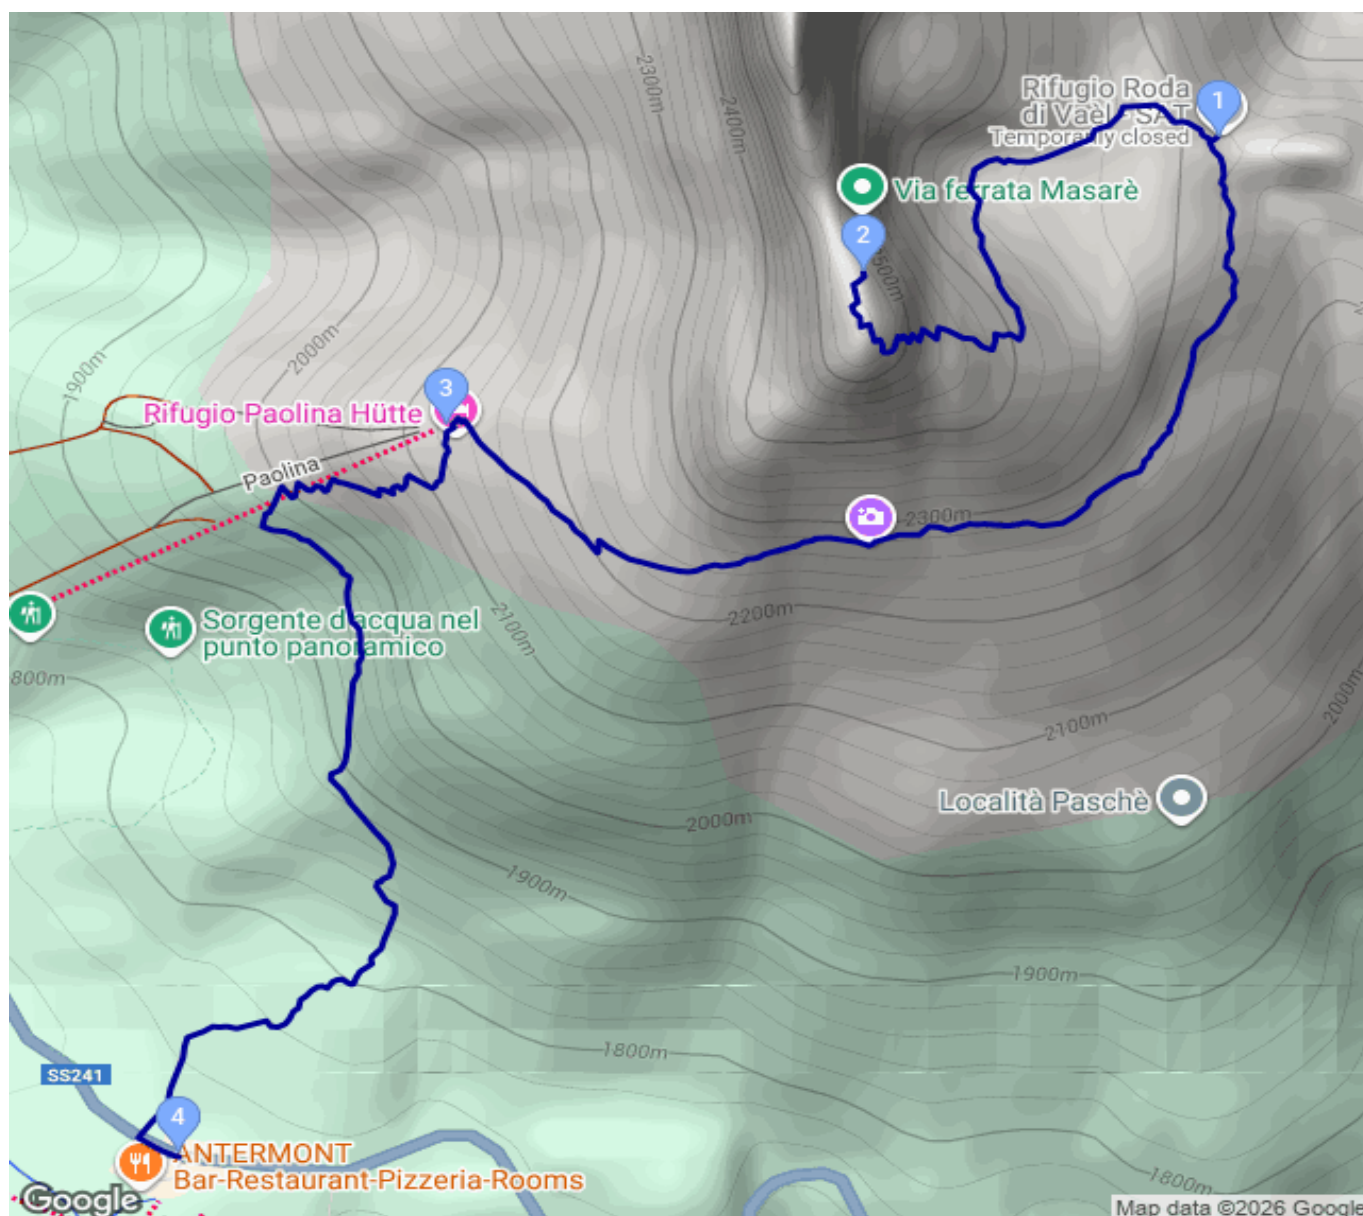 2300m
2400m
Rifugio Roda
di Vaèl - SAT
Temporarily closed
1
Via ferrata Masarè
2
2500m
2000m
1900m
3
Rifugio Paolina Hütte
Paolina
2300m
2200m
2100m
Sorgente d'acqua nel
punto panoramico
800m
2000m
2100m
Località Paschè
2000m
1900m
1900m
1800m
SS241
4
ANTERMONT
Bar-Restaurant-Pizzeria-Rooms
1800m
Google
Map data ©2026 Google